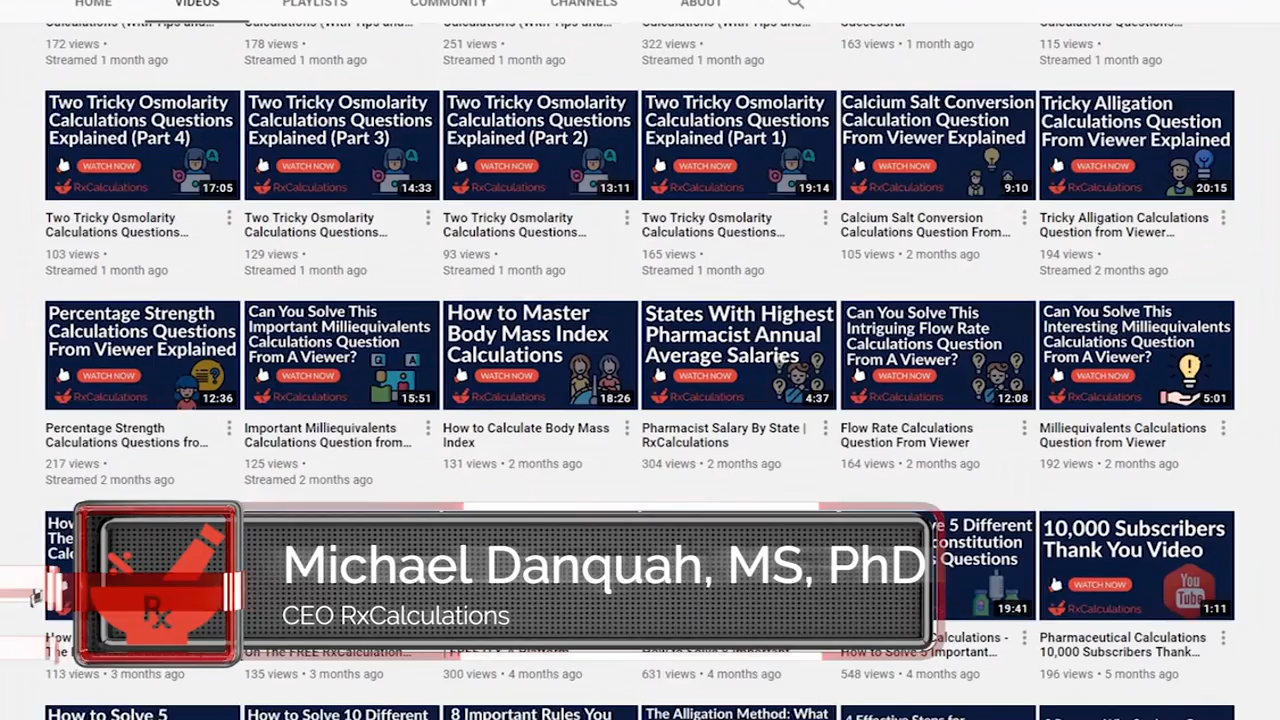 HOME VIDEOS PLAYLISTS COMMUNITY CHANNELS ABOUT
172 views • 178 views • 251 views • 322 views • 163 views • 1 month ago 115 views •
Streamed 1 month ago Streamed 1 month ago Streamed 1 month ago Streamed 1 month ago Streamed 1 month ago
Two Tricky Osmolarity
Calculations Questions
Explained (Part 4)
WATCH NOW
RxCalculations
17:05
Two Tricky Osmolarity
Calculations Questions
Explained (Part 3)
WATCH NOW
RxCalculations
14:33
Two Tricky Osmolarity
Calculations Questions
Explained (Part 2)
WATCH NOW
RxCalculations
13:11
Two Tricky Osmolarity
Calculations Questions
Explained (Part 1)
WATCH NOW
RxCalculations
19:14
Calcium Salt Conversion
Calculation Question
From Viewer Explained
WATCH NOW
RxCalculations
9:10
Tricky Alligation
Calculations Question
From Viewer Explained
WATCH NOW
RxCalculations
20:15
Two Tricky Osmolarity
Calculations Questions...
103 views •
Streamed 1 month ago
Two Tricky Osmolarity
Calculations Questions...
129 views •
Streamed 1 month ago
Two Tricky Osmolarity
Calculations Questions...
93 views •
Streamed 1 month ago
Two Tricky Osmolarity
Calculations Questions...
165 views •
Streamed 1 month ago
Calcium Salt Conversion
Calculations Question From...
105 views • 2 months ago
Tricky Alligation Calculations
Question from Viewer...
194 views •
Streamed 2 months ago
Percentage Strength
Calculations Questions
From Viewer Explained
WATCH NOW
RxCalculations
12:36
Can You Solve This
Important Milliequivalents
Calculations Question
From A Viewer?
WATCH NOW
RxCalculations
15:51
How to Master
Body Mass Index
Calculations
WATCH NOW
RxCalculations
18:26
States With Highest
Pharmacist Annual
Average Salaries
WATCH NOW
RxCalculations
4:37
Can You Solve This
Intriguing Flow Rate
Calculations Question
From A Viewer?
WATCH NOW
RxCalculations
12:08
Can You Solve This
Interesting Milliequivalents
Calculations Question
From A Viewer?
WATCH NOW
RxCalculations
5:01
Percentage Strength
Calculations Questions fro...
217 views •
Streamed 2 months ago
Important Milliequivalents
Calculations Question from...
125 views •
Streamed 2 months ago
How to Calculate Body Mass
Index
131 views • 2 months ago
Pharmacist Salary By State |
RxCalculations
304 views • 2 months ago
Flow Rate Calculations
Question From Viewer
164 views • 2 months ago
Milliequivalents Calculations
Question from Viewer
192 views • 2 months ago
Rx
Michael Danquah, MS, PhD
CEO RxCalculations
5 Different
Questions
19:41
10,000 Subscribers
Thank You Video
WATCH NOW
You
Tube
RxCalculations
1:11
Calculations -
How to Solve 5 Important...
Pharmaceutical Calculations
10,000 Subscribers Thank...
113 views • 3 months ago 135 views • 3 months ago 300 views • 4 months ago 631 views • 4 months ago 548 views • 4 months ago 196 views • 5 months ago
How to Solve 5
How to Solve 10 Different
8 Important Rules You
The Alligation Method: What
4 Effective Steps for